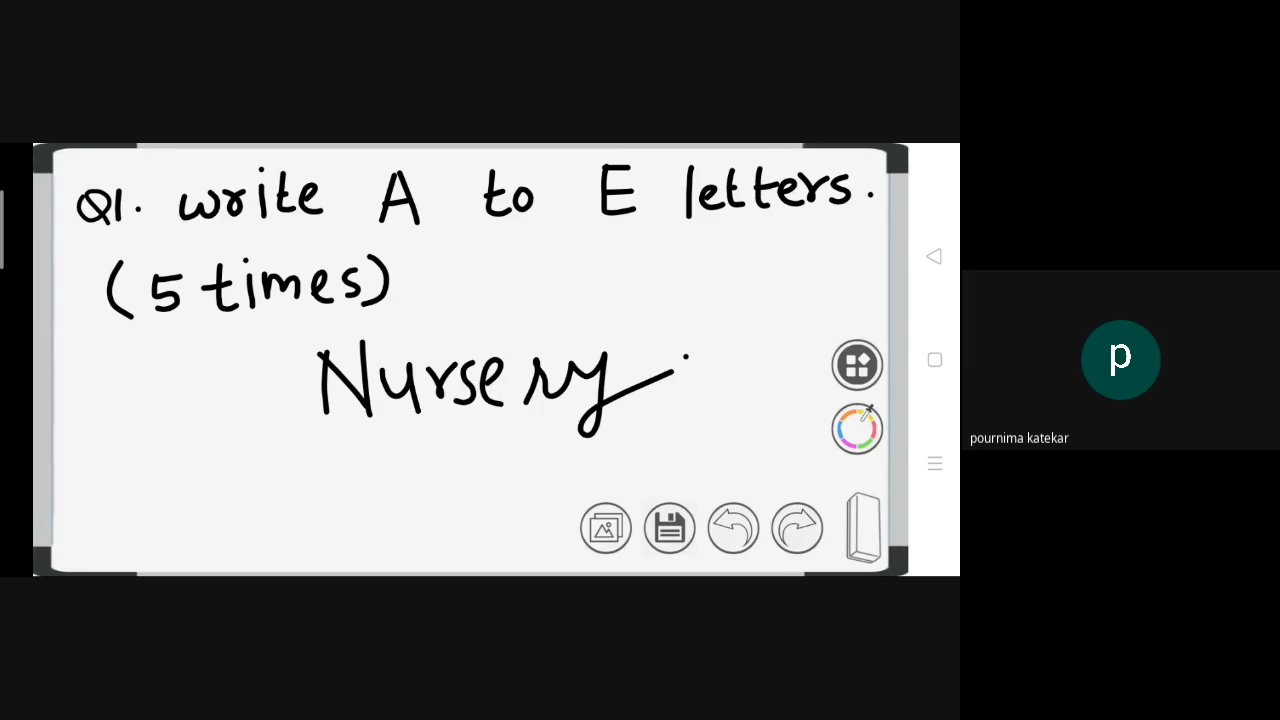 Q1. write A to E letters.
(5 times)
Nursery.
p
pournima katekar